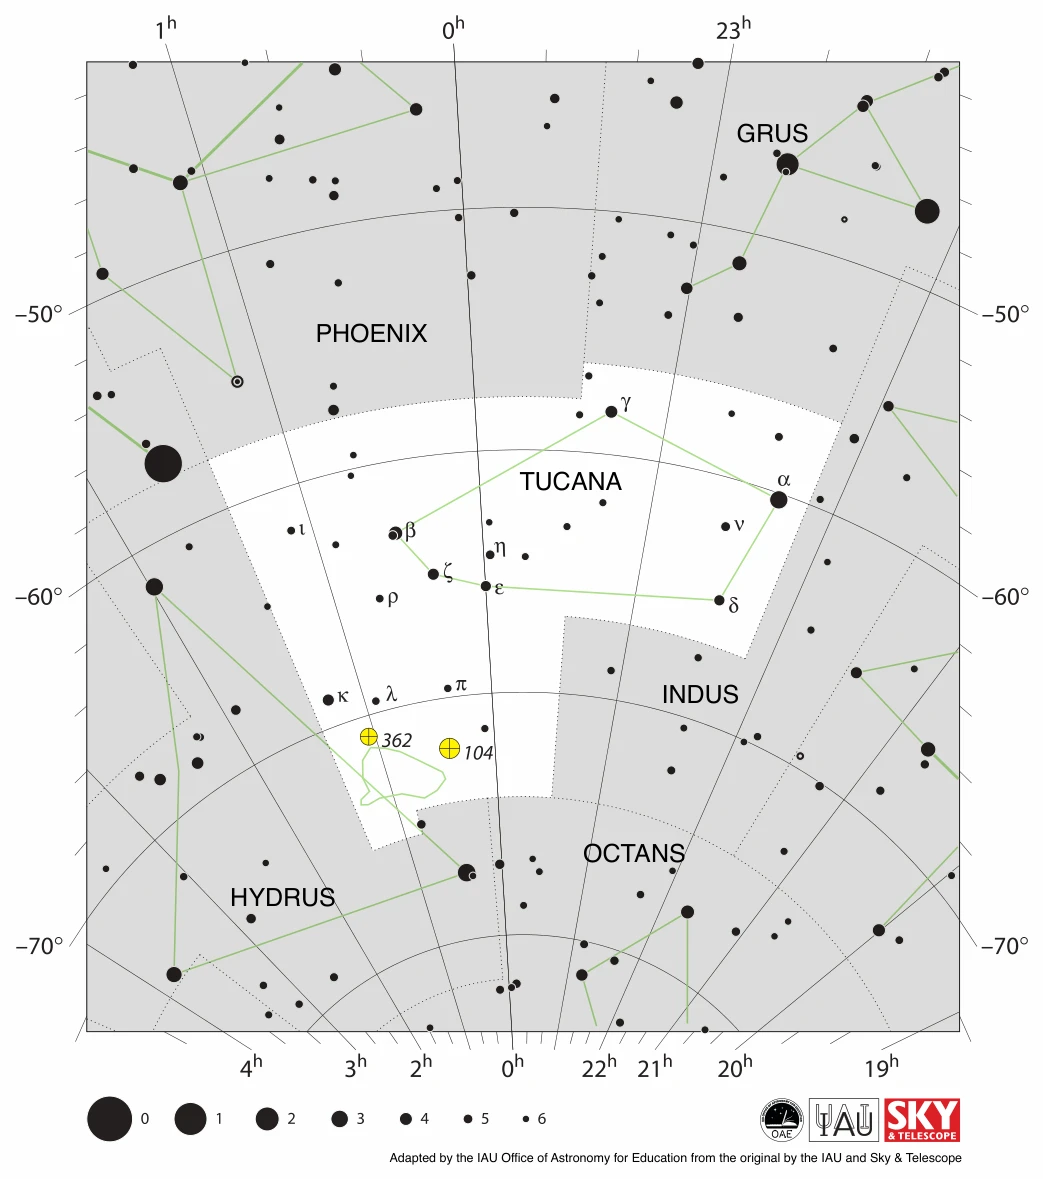 1h 0h 23h
GRUS
–50° –50°
PHOENIX
γ
TUCANA
α
ι β ν
η
ζ ε
ρ δ
–60° –60°
κ λ π
INDUS
362
104
OCTANS
HYDRUS
–70° –70°
4h 3h 2h 0h 22h 21h 20h 19h
0 1 2 3 4 5 6
OAE IAU SKY
& TELESCOPE
Adapted by the IAU Office of Astronomy for Education from the original by the IAU and Sky & Telescope